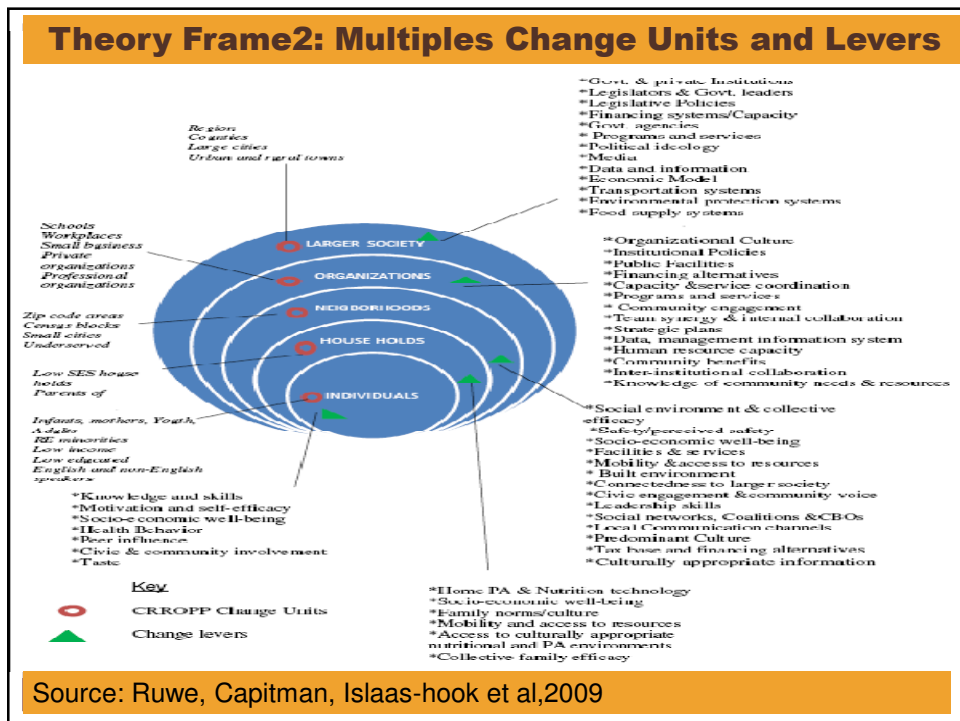 Theory Frame2: Multiples Change Units and Levers
*Govt. & private Institutions
*Legislators & Govt. leaders
*Legislative Policies
*Financing systems/Capacity
*Govt. agencies
* Programs and services
*Political ideology
*Media
*Data and information
*Economic Model
*Transportation systems
*Environmental protection systems
*Food supply systems
Region
Counties
Large cities
Urban and rural towns
Schools
Workplaces
Small business
Private
organizations
Professional
organizations
Zip code areas
Census blocks
Small cities
Underserved
Low SES house
holds
Parents of
Infants, mothers, Youth,
Adults
RE minorities
Low income
Low educated
English and non-English
speakers
LARGER SOCIETY
ORGANIZATIONS
NEIGBORHOODS
HOUSE HOLDS
INDIVIDUALS
*Organizational Culture
*Institutional Policies
*Public Facilities
*Financing alternatives
*Capacity &service coordination
*Programs and services
* Community engagement
*Team synergy & internal collaboration
*Strategic plans
*Data, management information system
*Human resource capacity
*Community benefits
*Inter-institutional collaboration
*Knowledge of community needs & resources
*Social environment & collective
efficacy
*Safety/perceived safety
*Socio-economic well-being
*Facilities & services
*Mobility &access to resources
* Built environment
*Connectedness to larger society
*Civic engagement &community voice
*Leadership skills
*Social networks, Coalitions &CBOs
*Local Communication channels
*Predominant Culture
*Tax base and financing alternatives
*Culturally appropriate information
*Knowledge and skills
*Motivation and self-efficacy
*Socio-economic well-being
*Health Behavior
*Peer influence
*Civic & community involvement
*Taste
*Home PA & Nutrition technology
*Socio-economic well-being
*Family norms/culture
*Mobility and access to resources
*Access to culturally appropriate
nutritional and PA environments
*Collective family efficacy
Key
CRROPP Change Units
Change levers
Source: Ruwe, Capitman, Islaas-hook et al,2009